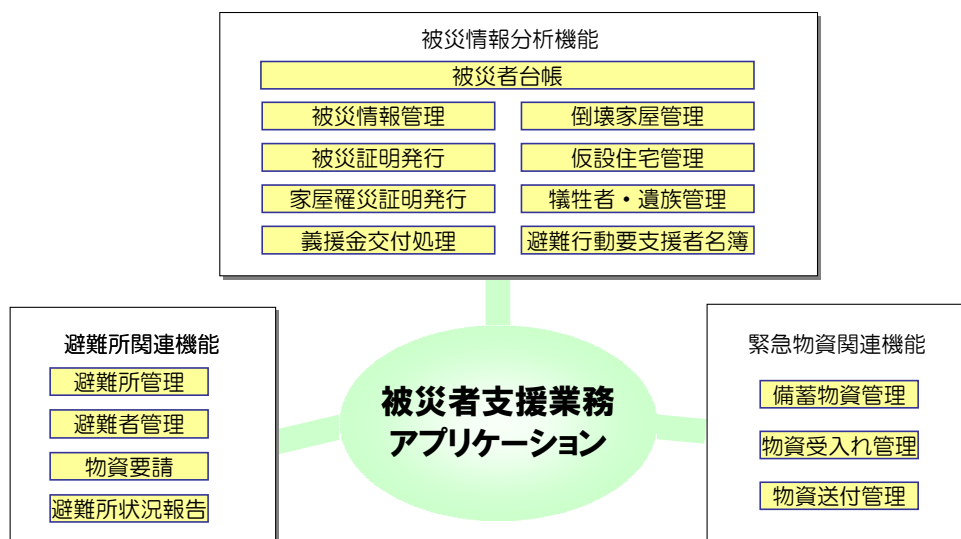 被災情報分析機能
被災者台帳
被災情報管理
倒壊家屋管理
被災証明発行
仮設住宅管理
家屋罹災証明発行
犠牲者・遺族管理
義援金交付処理
避難行動要支援者名簿
避難所関連機能
避難所管理
避難者管理
物資要請
避難所状況報告
被災者支援業務
アプリケーション
緊急物資関連機能
備蓄物資管理
物資受入れ管理
物資送付管理